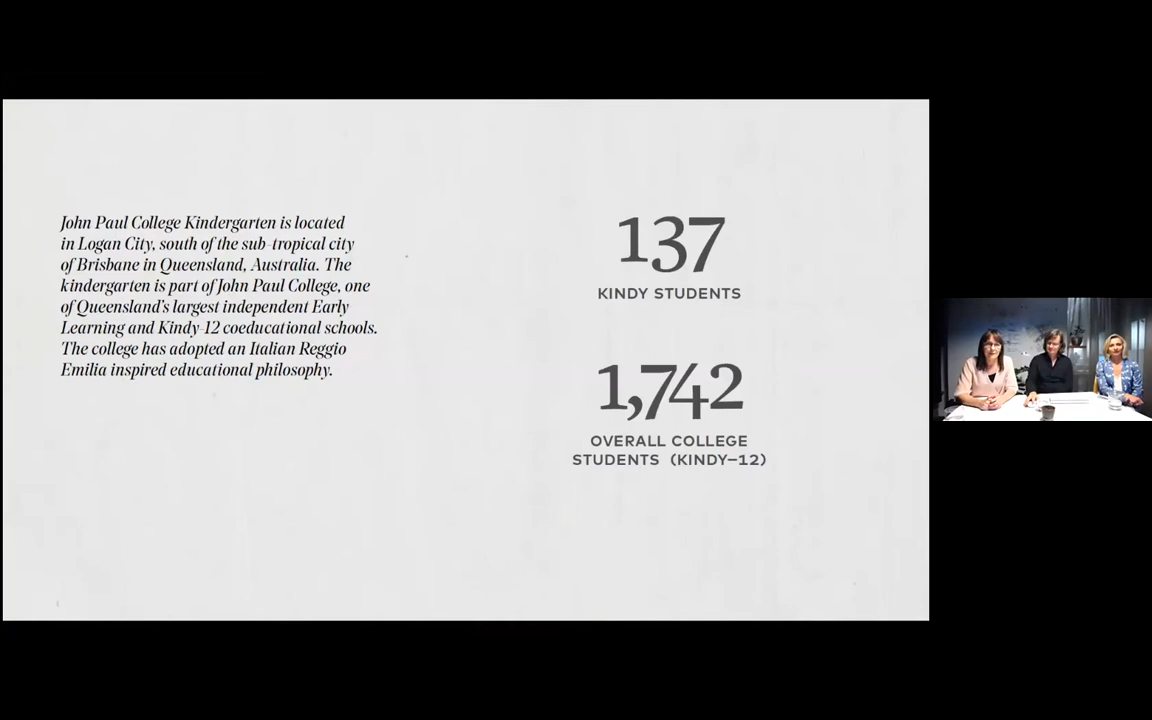 John Paul College Kindergarten is located
in Logan City, south of the sub-tropical city
of Brisbane in Queensland, Australia. The
kindergarten is part of John Paul College, one
of Queensland's largest independent Early
Learning and Kindy-12 coeducational schools.
The college has adopted an Italian Reggio
Emilia inspired educational philosophy.
137
KINDY STUDENTS
1,742
OVERALL COLLEGE
STUDENTS (KINDY–12)